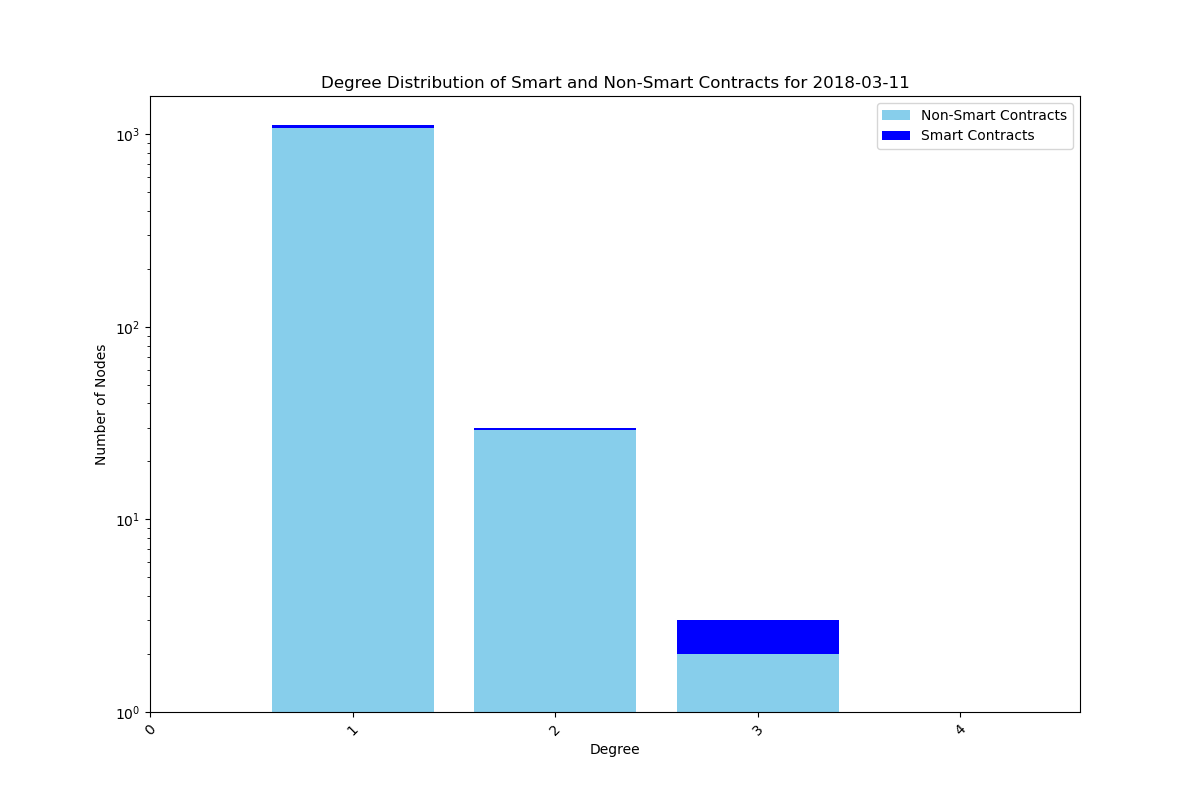 Degree Distribution of Smart and Non-Smart Contracts for 2018-03-11
Non-Smart Contracts
Smart Contracts
Number of Nodes
10³
10²
10¹
10⁰
0
1
2
3
4
Degree